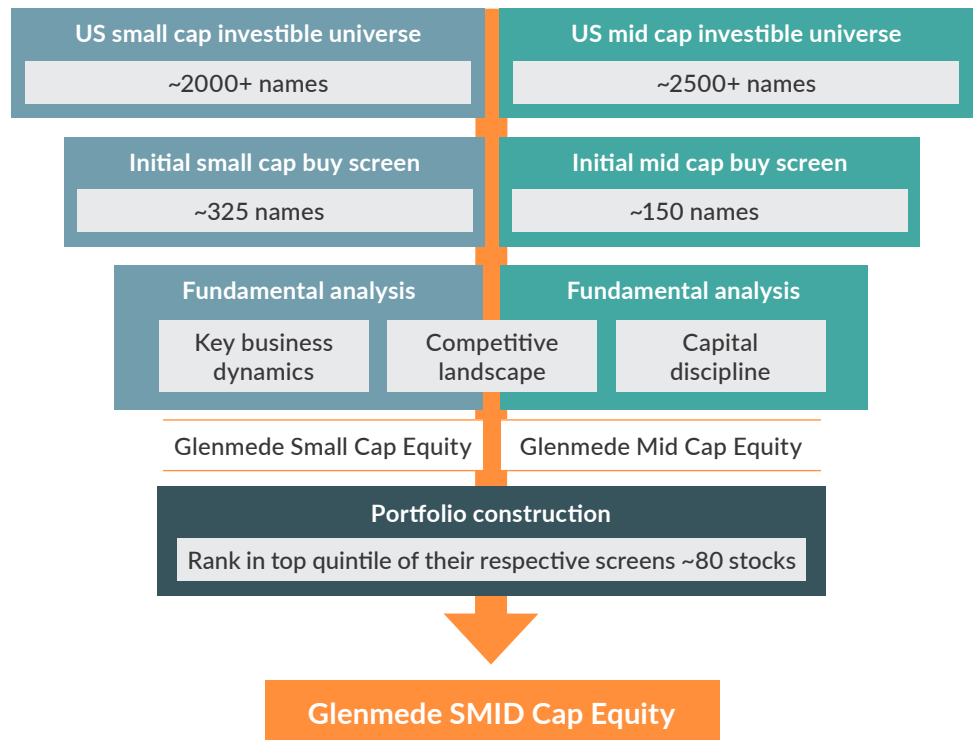 US small cap investible universe
US mid cap investible universe
~2000+ names
~2500+ names
Initial small cap buy screen
Initial mid cap buy screen
~325 names
~150 names
Fundamental analysis
Fundamental analysis
Key business
dynamics
Competitive
landscape
Capital
discipline
Glenmede Small Cap Equity
Glenmede Mid Cap Equity
Portfolio construction
Rank in top quintile of their respective screens ~80 stocks
Glenmede SMID Cap Equity